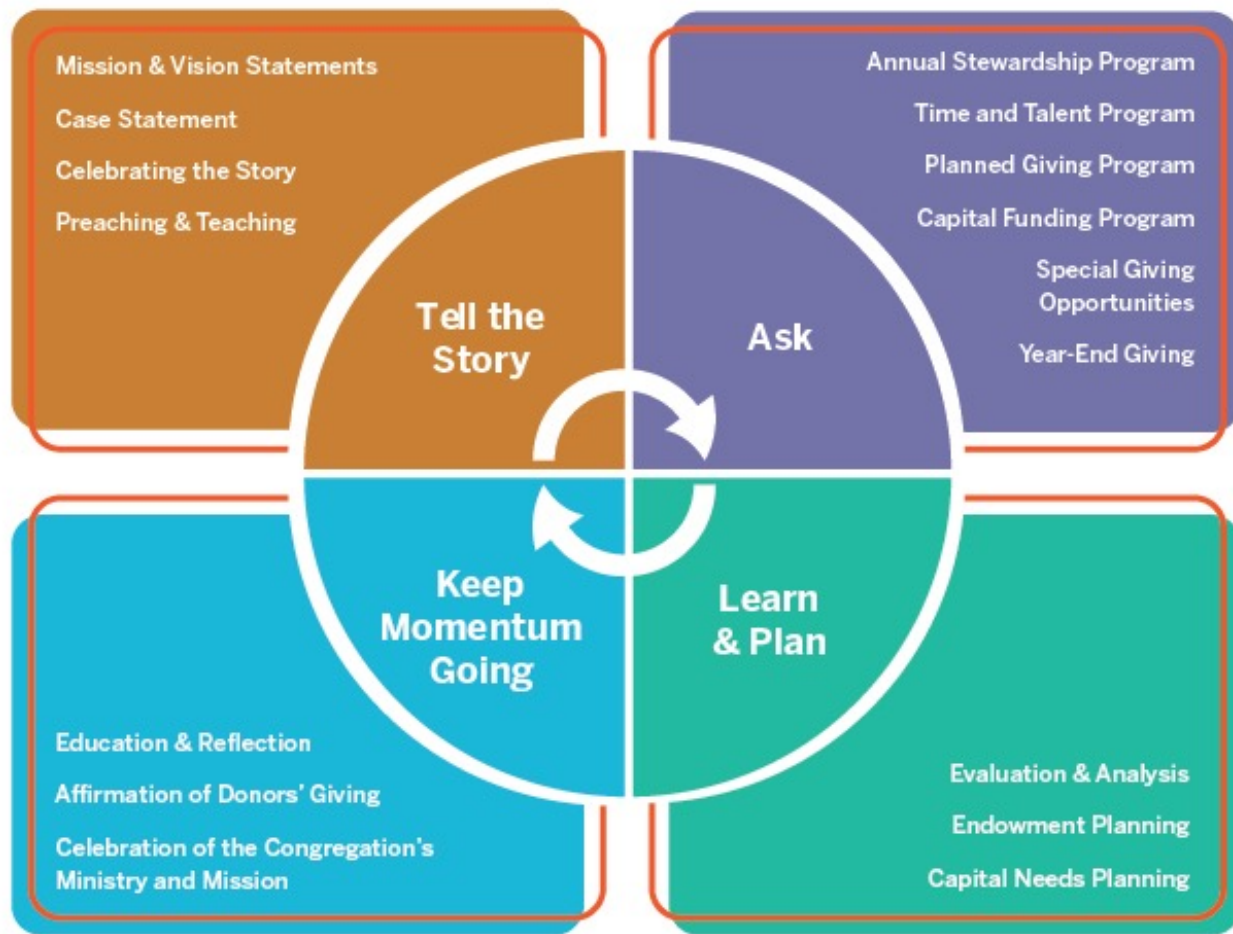 Mission & Vision Statements
Case Statement
Celebrating the Story
Preaching & Teaching
Tell the
Story
Annual Stewardship Program
Time and Talent Program
Planned Giving Program
Capital Funding Program
Special Giving
Opportunities
Year-End Giving
Ask
Keep
Momentum
Going
Education & Reflection
Affirmation of Donors’ Giving
Celebration of the Congregation’s
Ministry and Mission
Learn
& Plan
Evaluation & Analysis
Endowment Planning
Capital Needs Planning